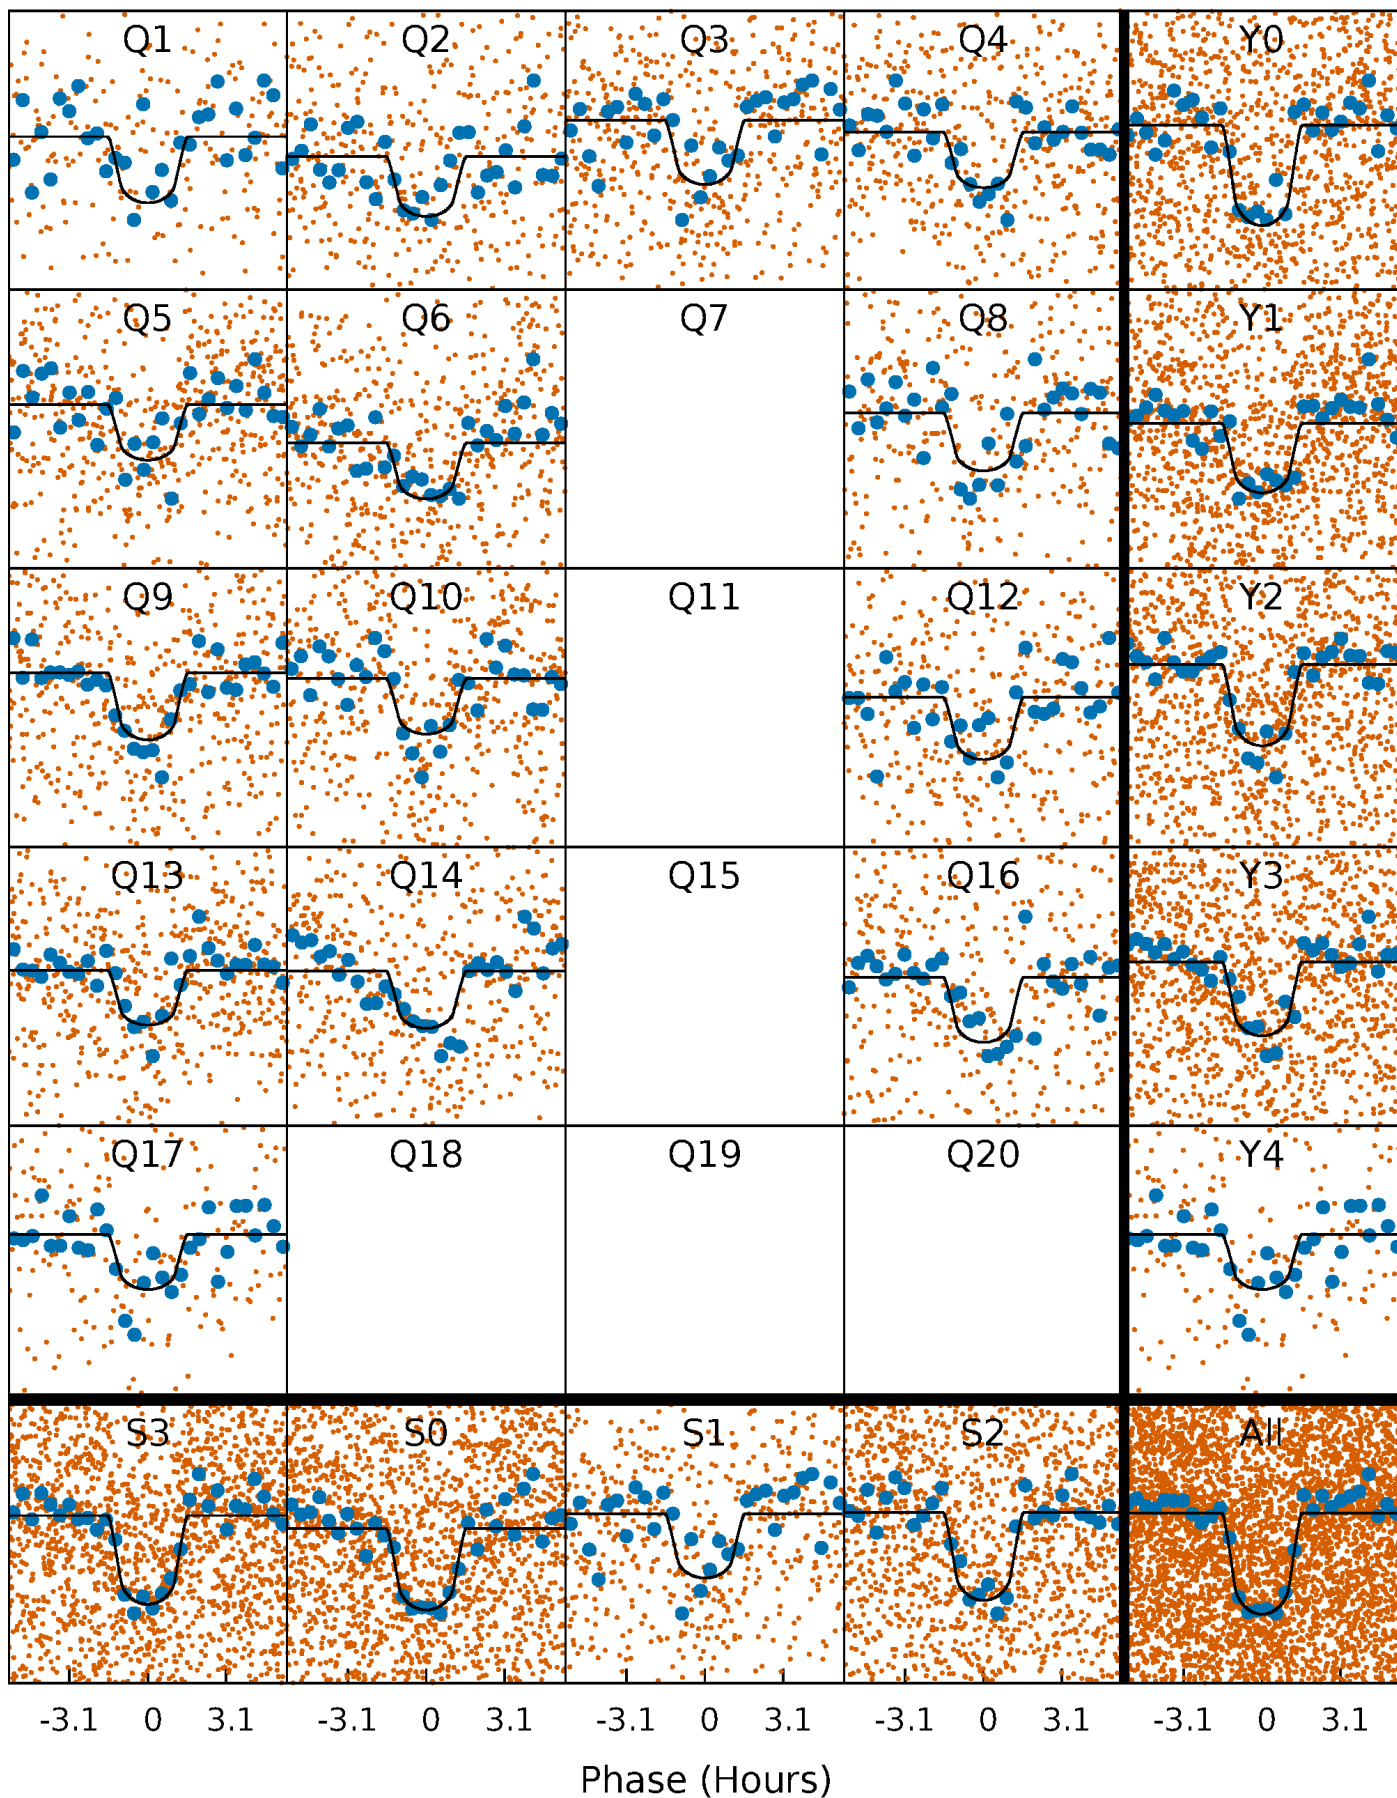 Q1 Q2 Q3 Q4 Y0
Q5 Q6 Q7 Q8 Y1
Q9 Q10 Q11 Q12 Y2
Q13 Q14 Q15 Q16 Y3
Q17 Q18 Q19 Q20 Y4
S3 S0 S1 S2 All
-3.1 0 3.1 -3.1 0 3.1 -3.1 0 3.1 -3.1 0 3.1 -3.1 0 3.1
Phase (Hours)